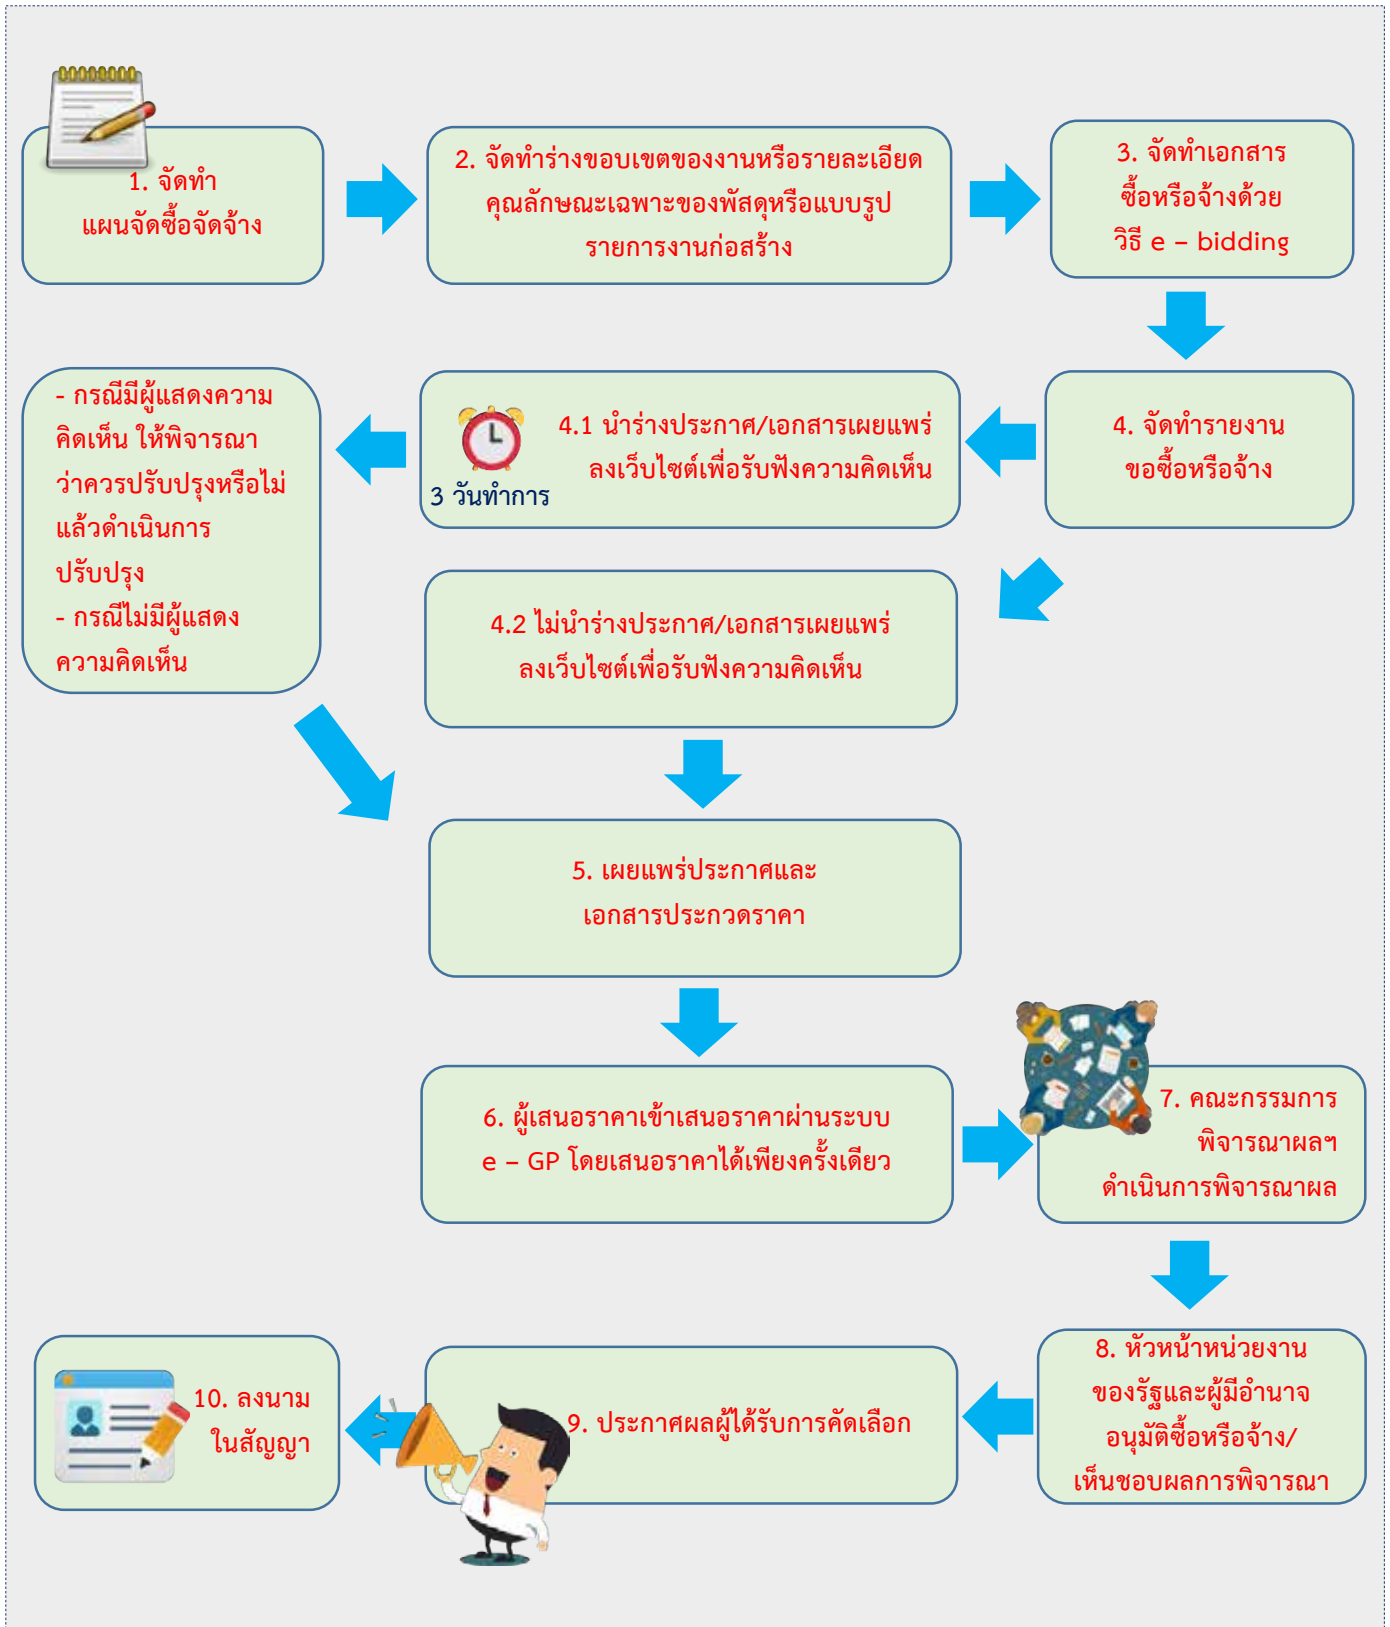 1. จัดทำ
แผนจัดซื้อจัดจ้าง
2. จัดทำร่างขอบเขตของงานหรือรายละเอียด
คุณลักษณะเฉพาะของพัสดุหรือแบบรูป
รายการงานก่อสร้าง
3. จัดทำเอกสาร
ซื้อหรือจ้างด้วย
วิธี e – bidding
4. จัดทำรายงาน
ขอซื้อหรือจ้าง
4.1 นำร่างประกาศ/เอกสารเผยแพร่
ลงเว็บไซต์เพื่อรับฟังความคิดเห็น
3 วันทำการ
- กรณีมีผู้แสดงความ
คิดเห็น ให้พิจารณา
ว่าควรปรับปรุงหรือไม่
แล้วดำเนินการ
ปรับปรุง
- กรณีไม่มีผู้แสดง
ความคิดเห็น
4.2 ไม่นำร่างประกาศ/เอกสารเผยแพร่
ลงเว็บไซต์เพื่อรับฟังความคิดเห็น
5. เผยแพร่ประกาศและ
เอกสารประกวดราคา
6. ผู้เสนอราคาเข้าเสนอราคาผ่านระบบ
e – GP โดยเสนอราคาได้เพียงครั้งเดียว
7. คณะกรรมการ
พิจารณาผลฯ
ดำเนินการพิจารณาผล
8. หัวหน้าหน่วยงาน
ของรัฐและผู้มีอำนาจ
อนุมัติซื้อหรือจ้าง/
เห็นชอบผลการพิจารณา
9. ประกาศผลผู้ได้รับการคัดเลือก
10. ลงนาม
ในสัญญา